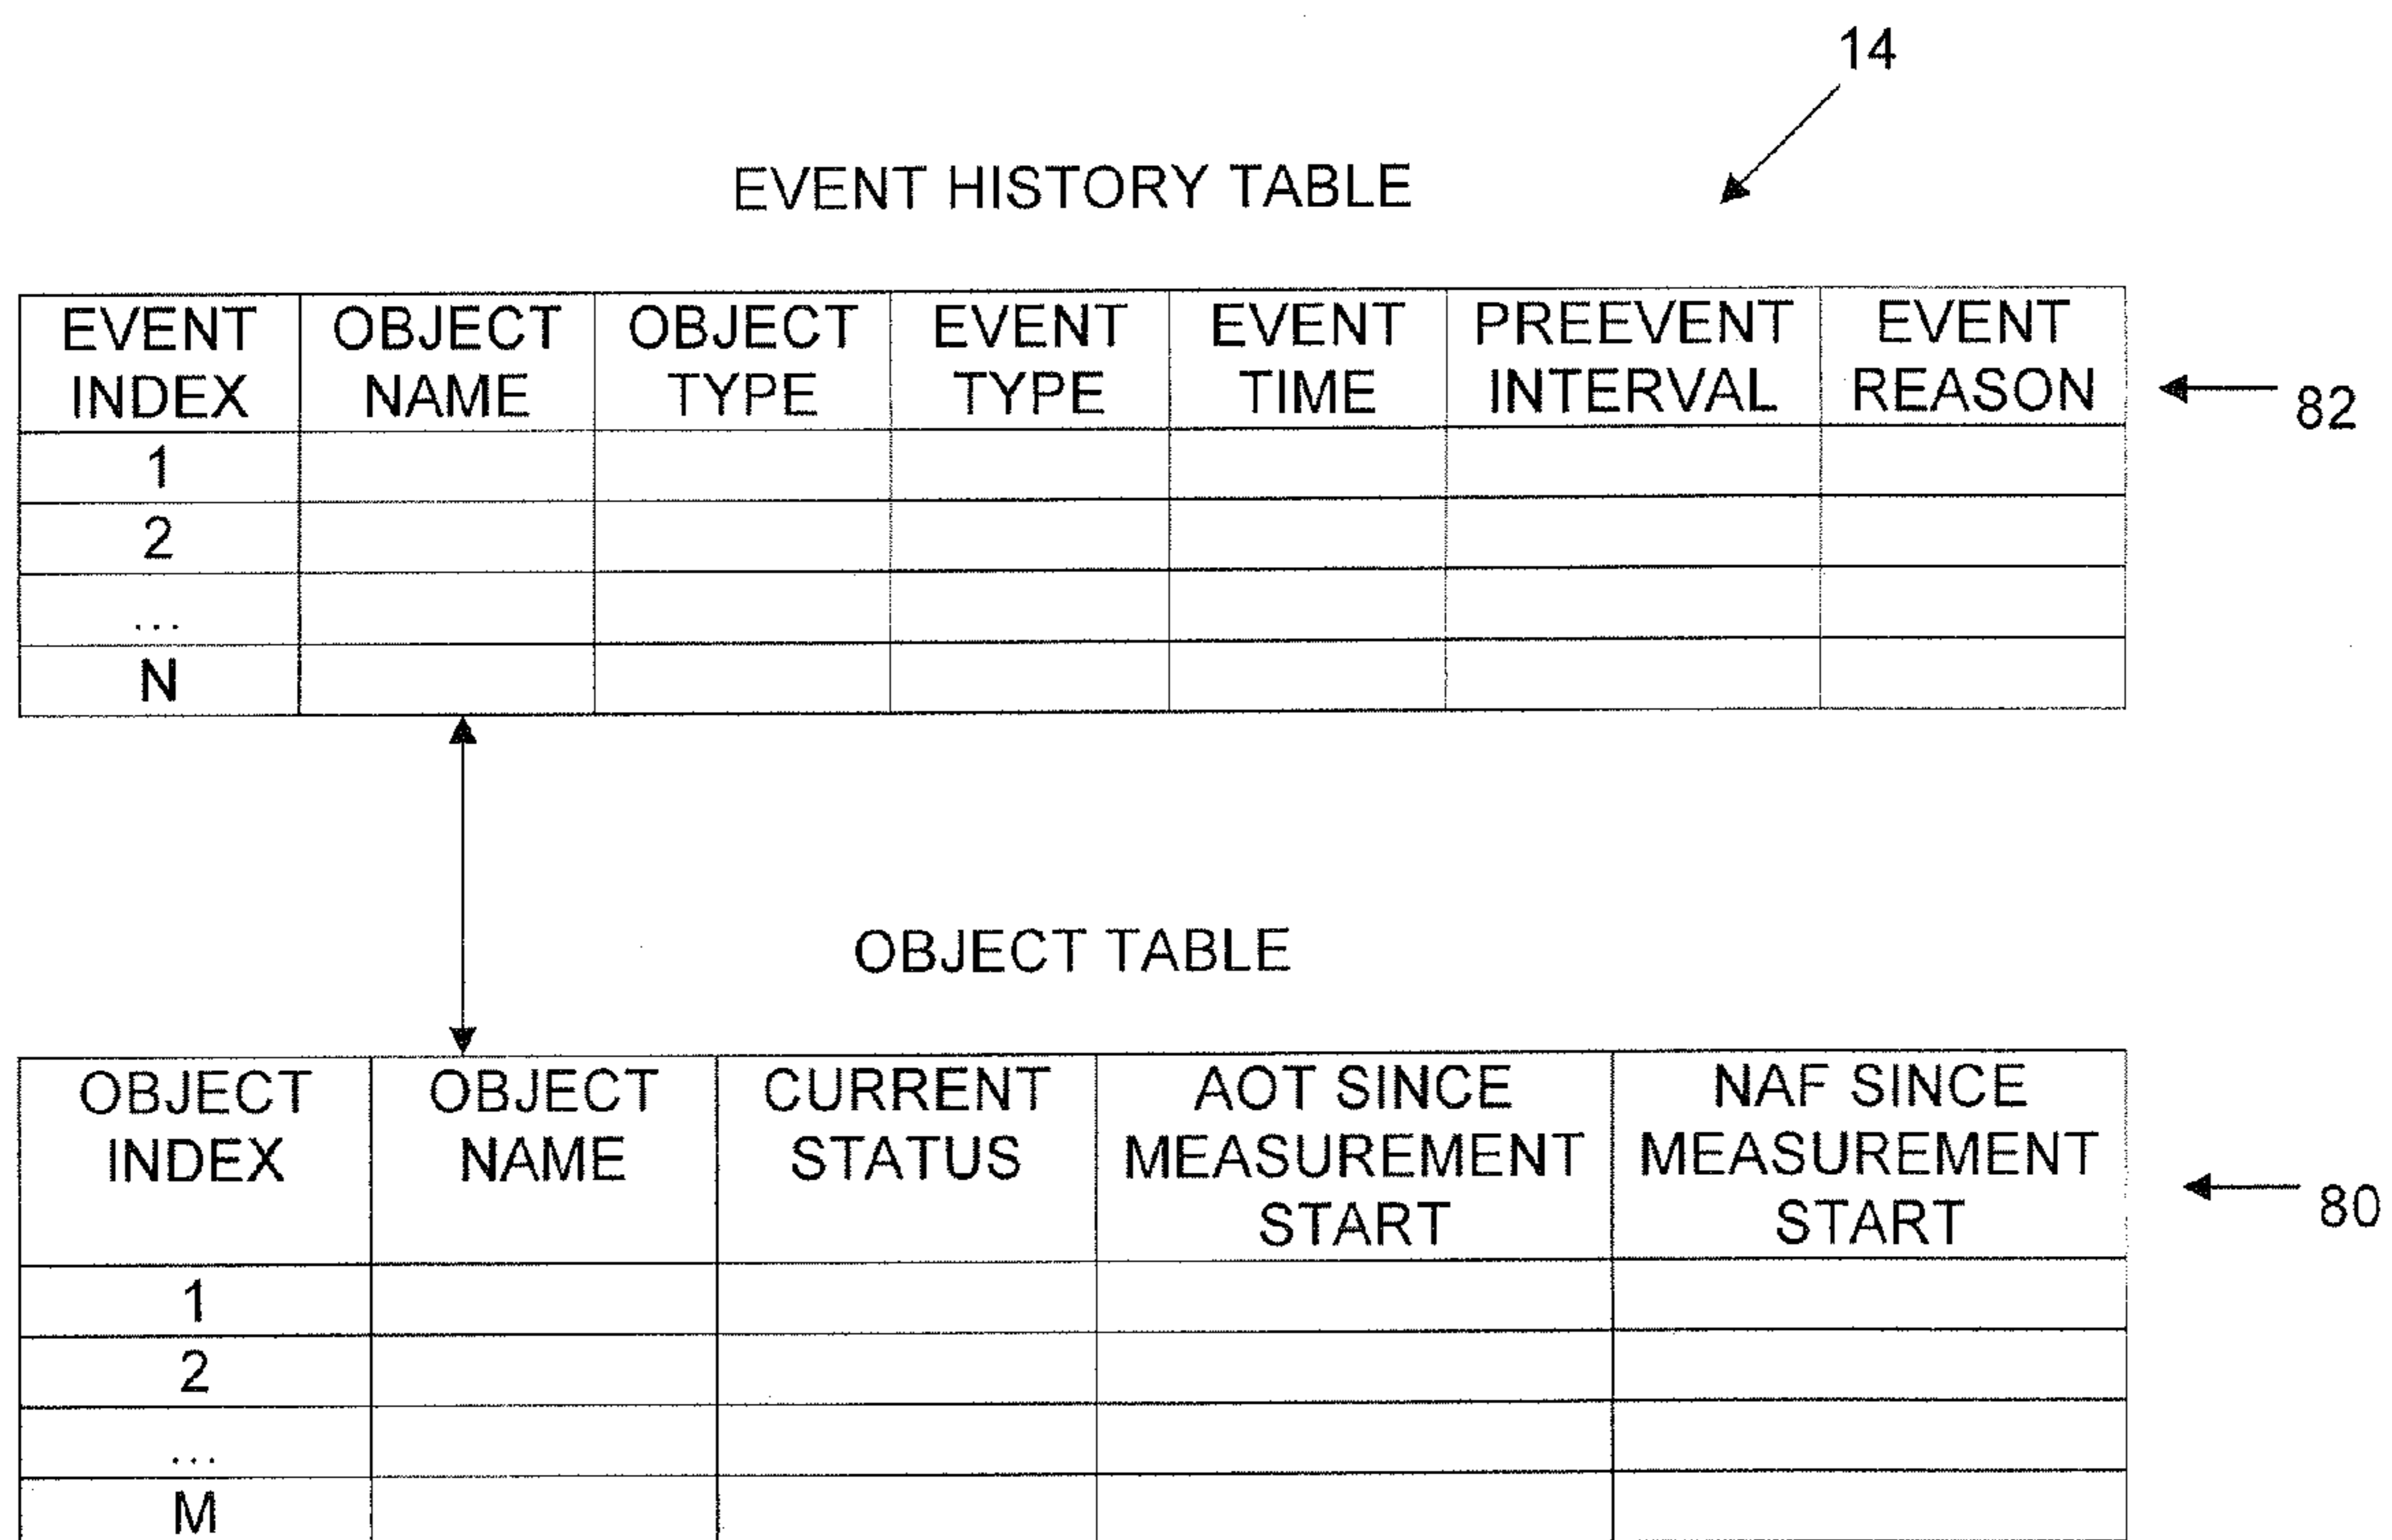 14
EVENT HISTORY TABLE
EVENT INDEX OBJECT NAME OBJECT TYPE EVENT TYPE EVENT TIME PREEVENT INTERVAL EVENT REASON
82
1
2
...
N
OBJECT TABLE
OBJECT INDEX OBJECT NAME CURRENT STATUS AOT SINCE MEASUREMENT START NAF SINCE MEASUREMENT START
80
1
2
...
M